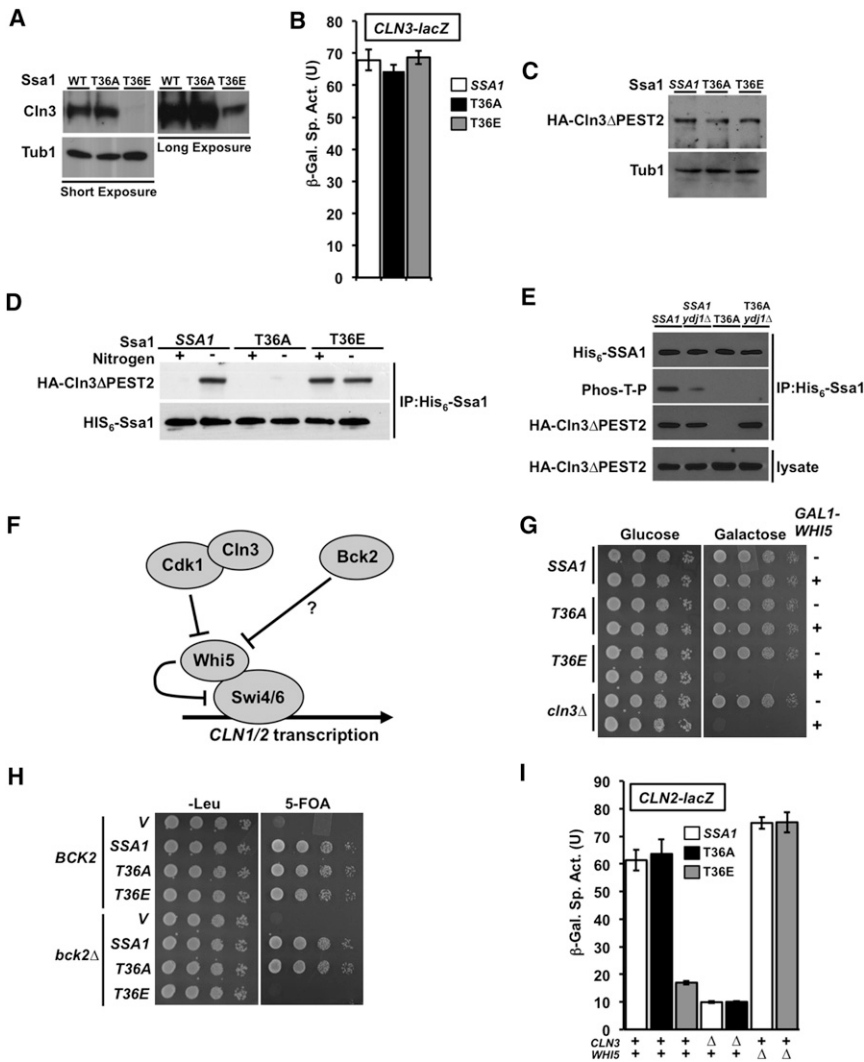 A
Ssa1 WT T36A T36E WT T36A T36E
Cln3
Tub1
Long Exposure
Short Exposure
B
CLN3-lacZ
β-Gal. Sp. Act. (U)
80
70
60
50
40
30
20
10
0
SSA1
T36A
T36E
C
Ssa1 SSA1 T36A T36E
HA-Cln3ΔPEST2
Tub1
D
Ssa1 SSA1 T36A T36E
Nitrogen + - + - + -
HA-Cln3ΔPEST2
HIS6-Ssa1
IP:His6-Ssa1
E
SSA1 SSA1 ydj1Δ T36A T36A ydj1Δ
His6-SSA1
Phos-T-P
HA-Cln3ΔPEST2
IP:His6-Ssa1
HA-Cln3ΔPEST2 lysate
F
Cdk1
Cln3
Bck2
?
Whi5
Swi4/6
CLN1/2 transcription
G
Glucose Galactose GAL1-
WHI5
SSA1 -
+
T36A -
+
T36E -
+
cln3Δ -
+
H
-Leu 5-FOA
BCK2
V
SSA1
T36A
T36E
bck2Δ
V
SSA1
T36A
T36E
I
CLN2-lacZ
β-Gal. Sp. Act. (U)
90
80
70
60
50
40
30
20
10
0
SSA1
T36A
T36E
CLN3 + + + Δ Δ + +
WHI5 + + + + + Δ Δ